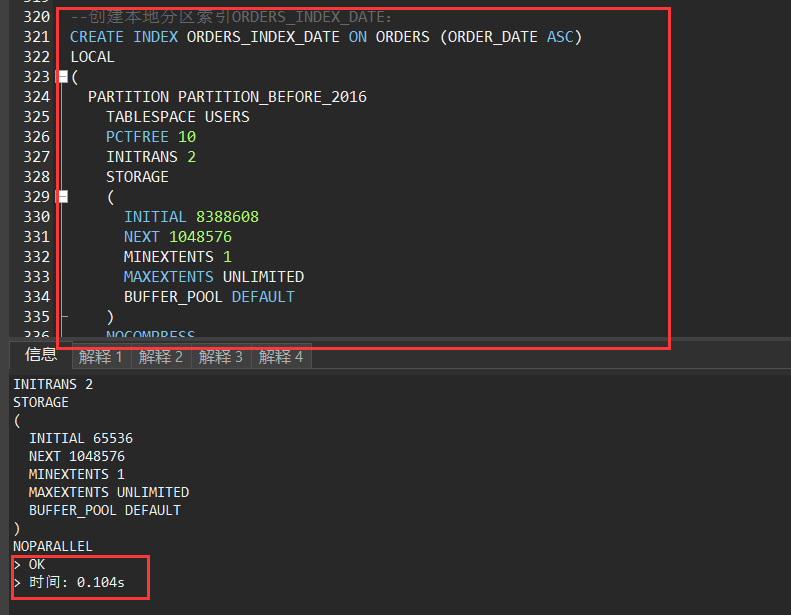 320 --创建本地分区索引ORDERS_INDEX_DATE：
321 CREATE INDEX ORDERS_INDEX_DATE ON ORDERS (ORDER_DATE ASC)
322 LOCAL
323 (
324 PARTITION PARTITION_BEFORE_2016
325 TABLESPACE USERS
326 PCTFREE 10
327 INITRANS 2
328 STORAGE
329 (
330 INITIAL 8388608
331 NEXT 1048576
332 MINEXTENTS 1
333 MAXEXTENTS UNLIMITED
334 BUFFER_POOL DEFAULT
335 )
336 NOCOMPRESS
信息 解释 1 解释 2 解释 3 解释 4
INITRANS 2
STORAGE
(
INITIAL 65536
NEXT 1048576
MINEXTENTS 1
MAXEXTENTS UNLIMITED
BUFFER_POOL DEFAULT
)
NOPARALLEL
> OK
> 时间: 0.104s